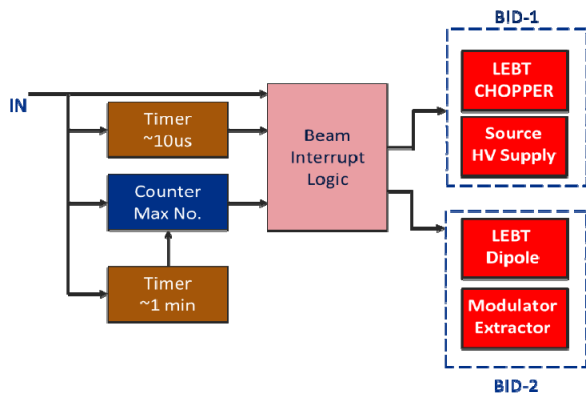 BID-1
LEBT
CHOPPER
Source
HV Supply
IN
Timer
~10us
Counter
Max No.
Timer
~1 min
Beam
Interrupt
Logic
LEBT
Dipole
Modulator
Extractor
BID-2